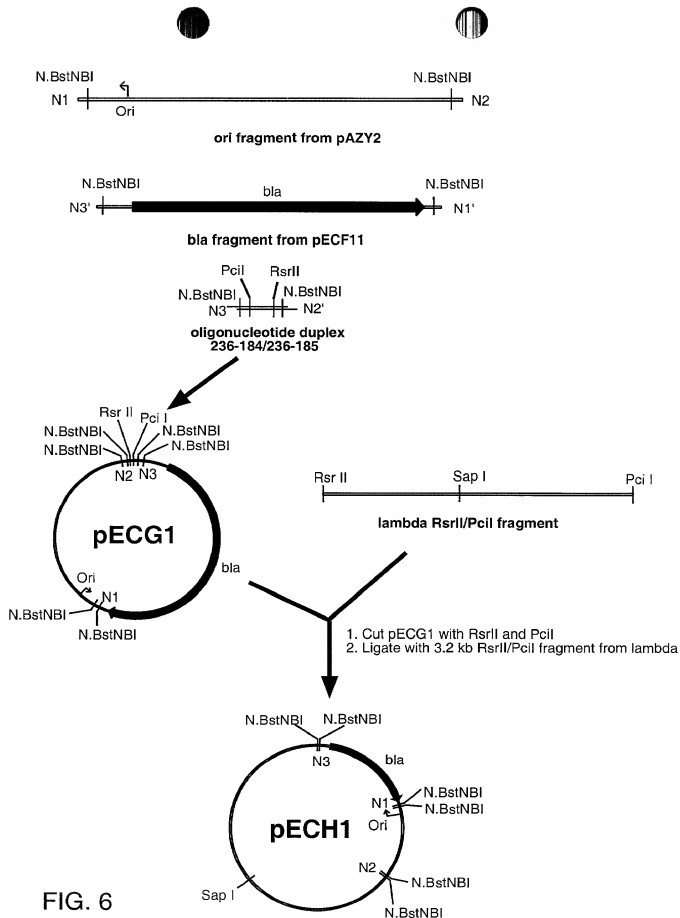 N.BstNBI
N.BstNBI
N1
Ori
N2
ori fragment from pAZY2
N.BstNBI
bla
N.BstNBI
N3'
N1'
bla fragment from pECF11
PciI
RsrII
N.BstNBI
N.BstNBI
N3
N2'
oligonucleotide duplex
236-184/236-185
Rsr II
Pci I
N.BstNBI
N.BstNBI
N.BstNBI
N.BstNBI
N2
N3
pECG1
bla
Ori
N1
N.BstNBI
N.BstNBI
Rsr II
Sap I
Pci I
lambda RsrII/PciI fragment
1. Cut pECG1 with RsrII and PciI
2. Ligate with 3.2 kb RsrII/PciI fragment from lambda
N.BstNBI
N.BstNBI
N3
bla
N1
N.BstNBI
N.BstNBI
Ori
pECH1
N2
N.BstNBI
N.BstNBI
Sap I
FIG. 6